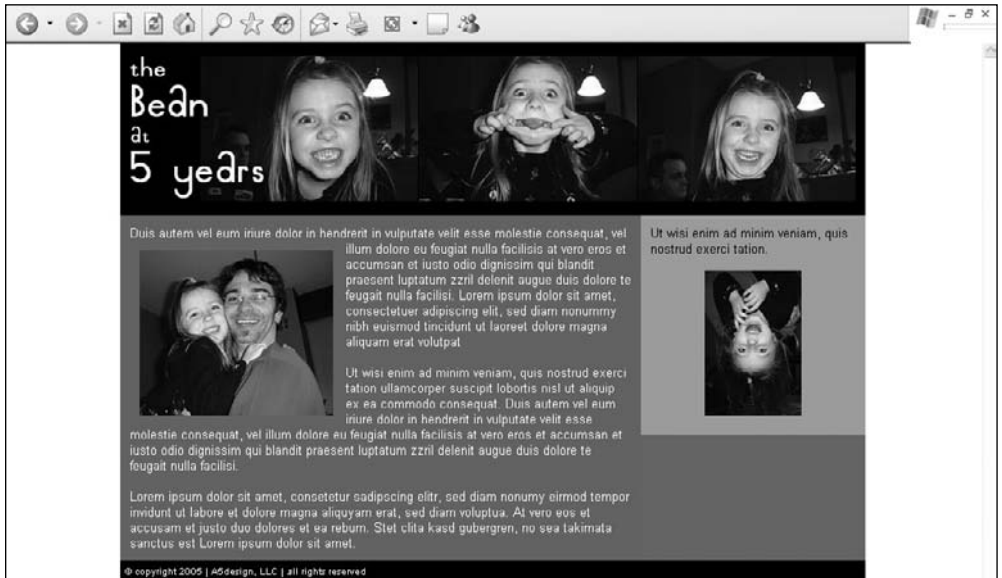 the
Bean
at
5 years
Duis autem vel eum iriure dolor in hendrerit in vulputate velit esse molestie consequat, vel
illum dolore eu feugiat nulla facilisis at vero eros et
accumsan et iusto odio dignissim qui blandit
praesent luptatum zzril delenit augue duis dolore te
feugait nulla facilisi. Lorem ipsum dolor sit amet,
consectetuer adipiscing elit, sed diam nonummy
nibh euismod tincidunt ut laoreet dolore magna
aliquam erat volutpat
Ut wisi enim ad minim veniam, quis nostrud exerci
tation ullamcorper suscipit lobortis nisl ut aliquip
ex ea commodo consequat. Duis autem vel eum
iriure dolor in hendrerit in vulputate velit esse
molestie consequat, vel illum dolore eu feugiat nulla facilisis at vero eros et accumsan et
iusto odio dignissim qui blandit praesent luptatum zzril delenit augue duis dolore te
feugait nulla facilisi.
Lorem ipsum dolor sit amet, consetetur sadipscing elitr, sed diam nonumy eirmod tempor
invidunt ut labore et dolore magna aliquyam erat, sed diam voluptua. At vero eos et
accusam et justo duo dolores et ea rebum. Stet clita kasd gubergren, no sea takimata
sanctus est Lorem ipsum dolor sit amet.
Ut wisi enim ad minim veniam, quis
nostrud exerci tation.
© copyright 2005 | A5design, LLC | all rights reserved